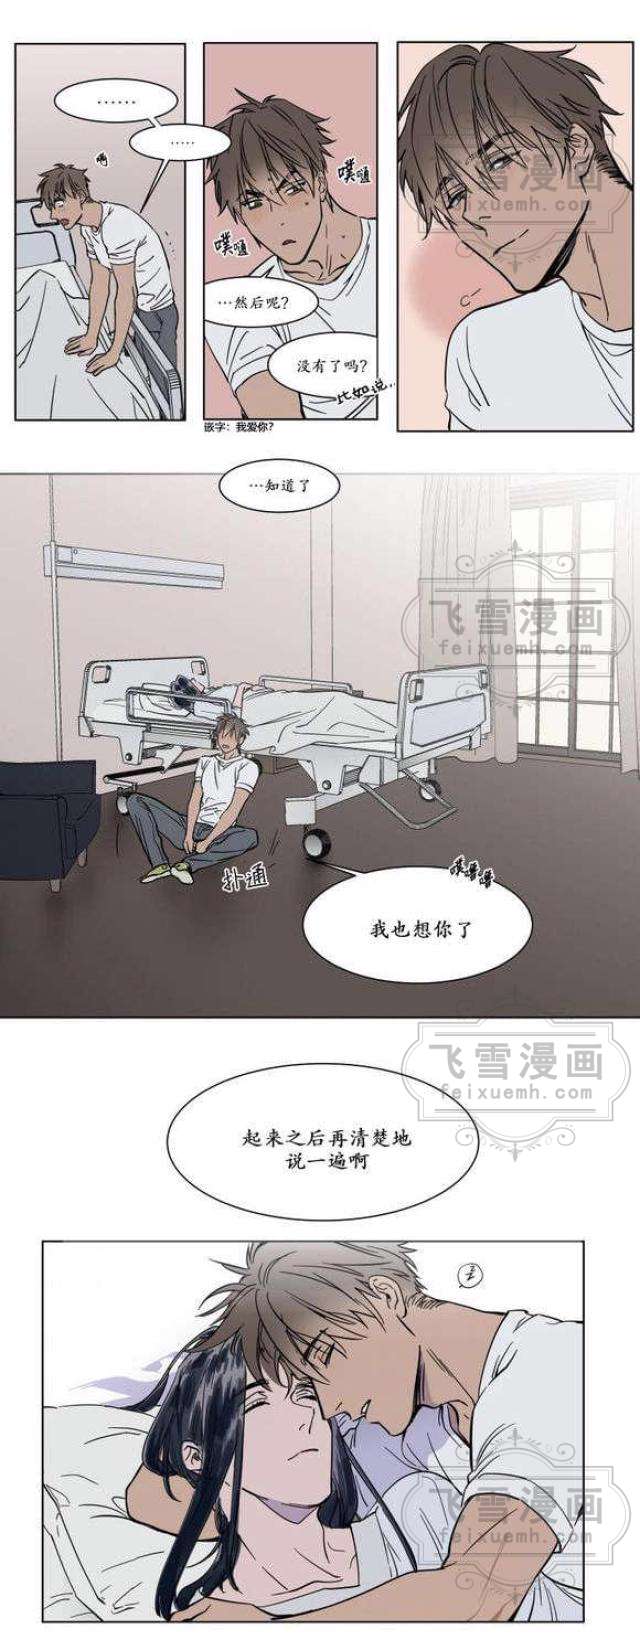 ……
……
啊
飞雪漫画
feixuemh.com
噗嗵
噗嗵
…然后呢?
没有了吗?
比如说…
嵌字：我爱你?
…知道了
飞雪漫画
feixuemh.com
扑通
我也想你了
飞雪漫画
feixuemh.com
起来之后再清楚地
说一遍啊
z
飞雪漫画
feixuemh.com